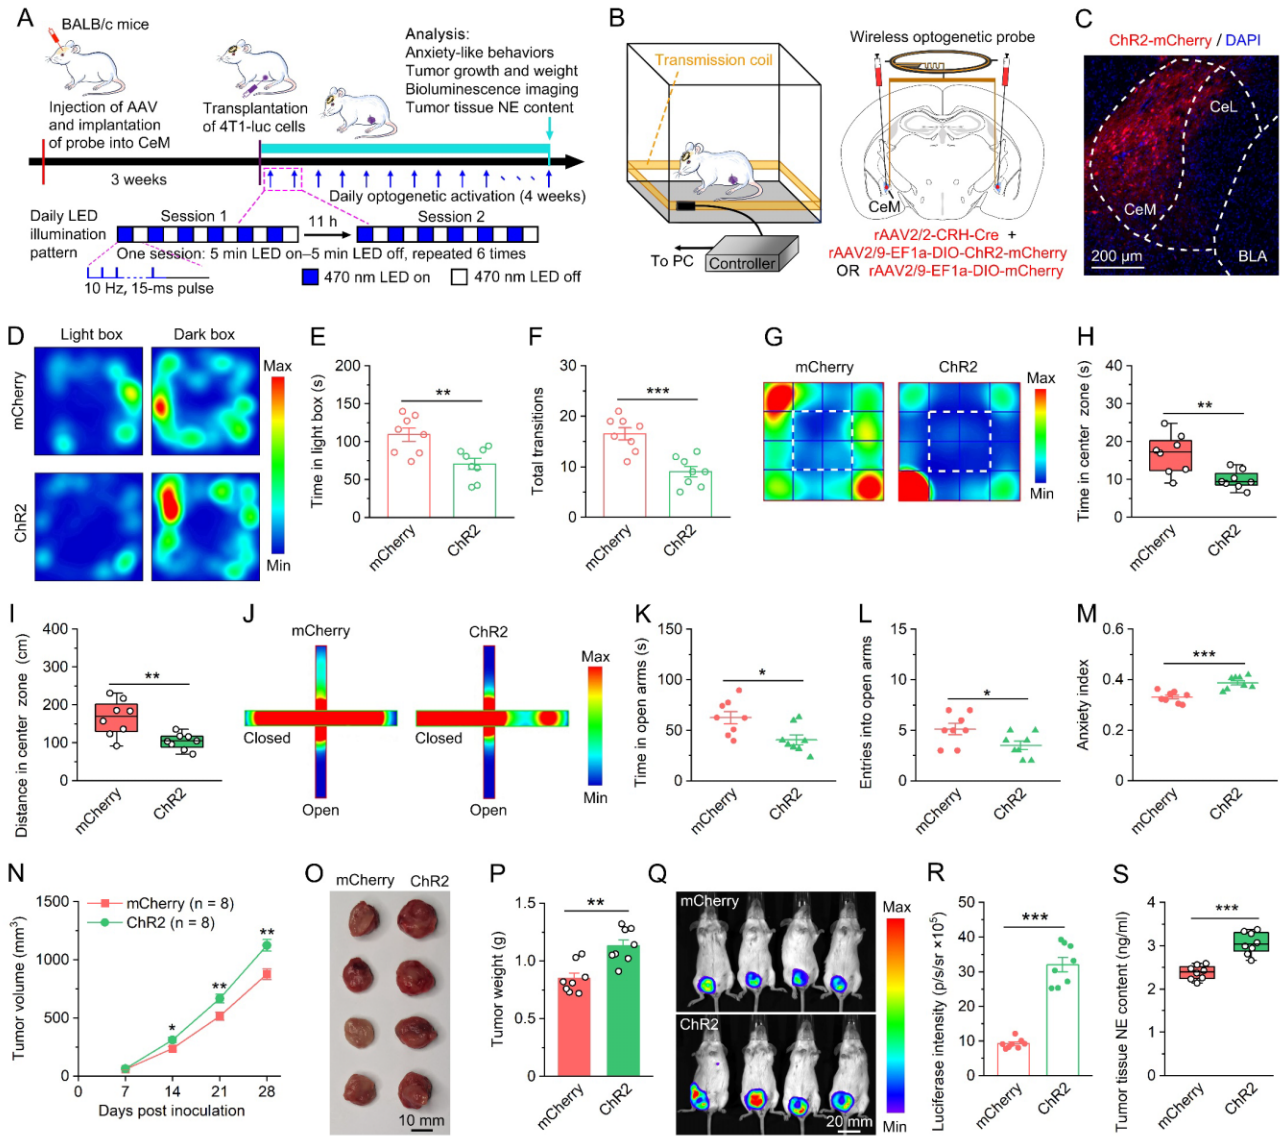 A
BALB/c mice
Injection of AAV
and implantation
of probe into CeM
Transplantation
of 4T1-luc cells
Analysis:
Anxiety-like behaviors
Tumor growth and weight
Bioluminescence imaging
Tumor tissue NE content
3 weeks
Daily optogenetic activation (4 weeks)
Daily LED
illumination
pattern
Session 1
11 h
Session 2
One session: 5 min LED on–5 min LED off, repeated 6 times
10 Hz, 15-ms pulse
470 nm LED on
470 nm LED off
B
Transmission coil
To PC
Controller
Wireless optogenetic probe
CeM
rAAV2/2-CRH-Cre +
rAAV2/9-EF1a-DIO-ChR2-mCherry
OR rAAV2/9-EF1a-DIO-mCherry
C
ChR2-mCherry / DAPI
CeL
CeM
BLA
200 µm
D
Light box
Dark box
mCherry
ChR2
Max
Min
E
Time in light box (s)
200
150
100
50
0
**
mCherry
ChR2
F
Total transitions
30
20
10
0
***
mCherry
ChR2
G
mCherry
ChR2
Max
Min
H
Time in center zone (s)
40
30
20
10
0
**
mCherry
ChR2
I
Distance in center zone (cm)
400
300
200
100
0
**
mCherry
ChR2
J
mCherry
ChR2
Closed
Closed
Open
Open
Max
Min
K
Time in open arms (s)
150
100
50
0
*
mCherry
ChR2
L
Entries into open arms
15
10
5
0
*
mCherry
ChR2
M
Anxiety index
0.6
0.4
0.2
0
***
mCherry
ChR2
N
Tumor volume (mm³)
1500
1000
500
0
mCherry (n = 8)
ChR2 (n = 8)
*
**
**
0
7
14
21
28
Days post inoculation
O
mCherry
ChR2
10 mm
P
Tumor weight (g)
1.5
1.2
0.9
0.6
0.3
0
**
mCherry
ChR2
Q
mCherry
ChR2
20 mm
Max
Min
R
Luciferase intensity (p/s/sr ×10⁵)
50
40
30
20
10
0
***
mCherry
ChR2
S
Tumor tissue NE content (ng/ml)
4
3
2
1
0
***
mCherry
ChR2